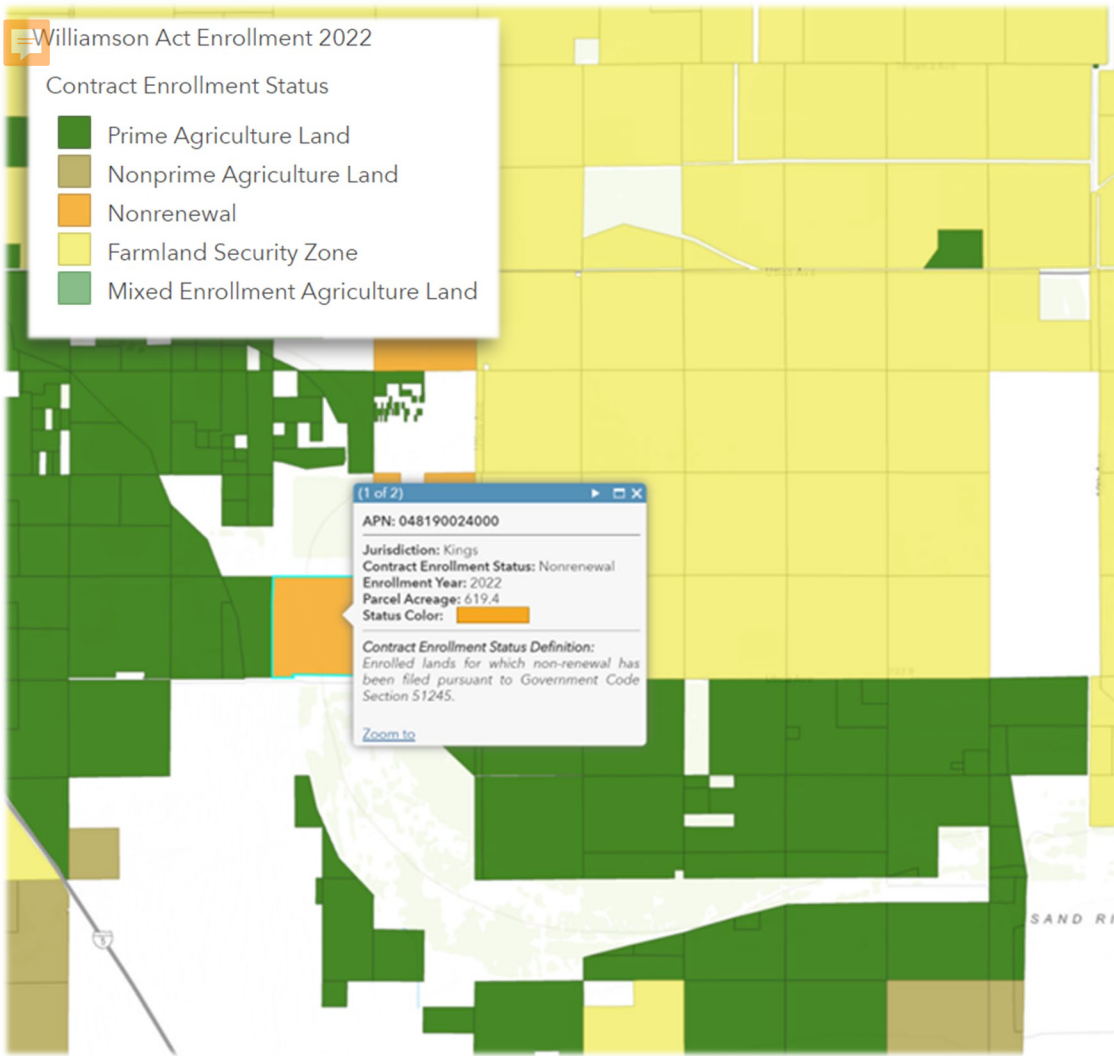 Williamson Act Enrollment 2022
Contract Enrollment Status
Prime Agriculture Land
Nonprime Agriculture Land
Nonrenewal
Farmland Security Zone
Mixed Enrollment Agriculture Land
(1 of 2)
APN: 048190024000
Jurisdiction: Kings
Contract Enrollment Status: Nonrenewal
Enrollment Year: 2022
Parcel Acreage: 619.4
Status Color:
Contract Enrollment Status Definition:
Enrolled lands for which non-renewal has
been filed pursuant to Government Code
Section 51245.
Zoom to
SAND RI
5